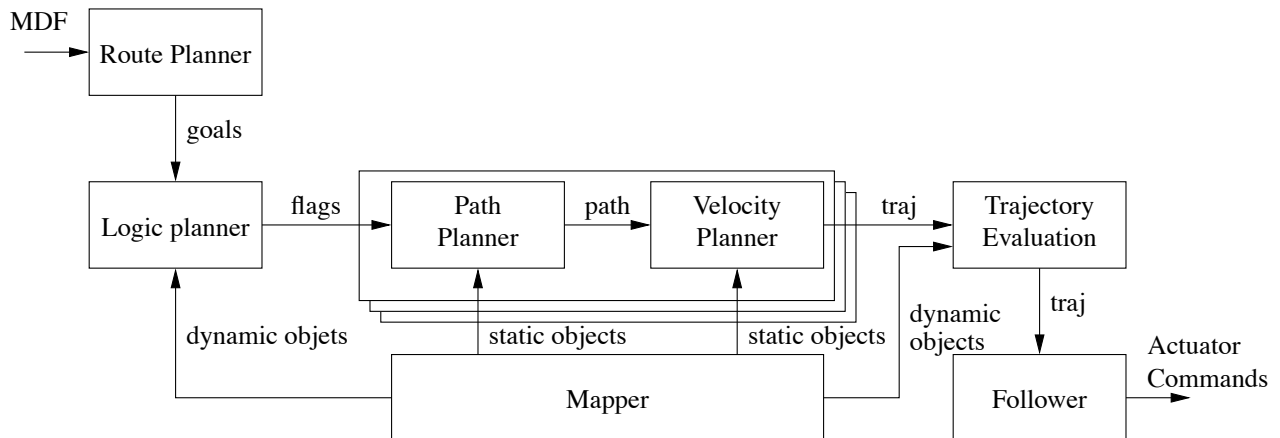 MDF
Route Planner
goals
Logic planner
flags
Path
Planner
path
Velocity
Planner
traj
Trajectory
Evaluation
dynamic objets
static objects
static objects
dynamic
objects
traj
Mapper
Follower
Actuator
Commands